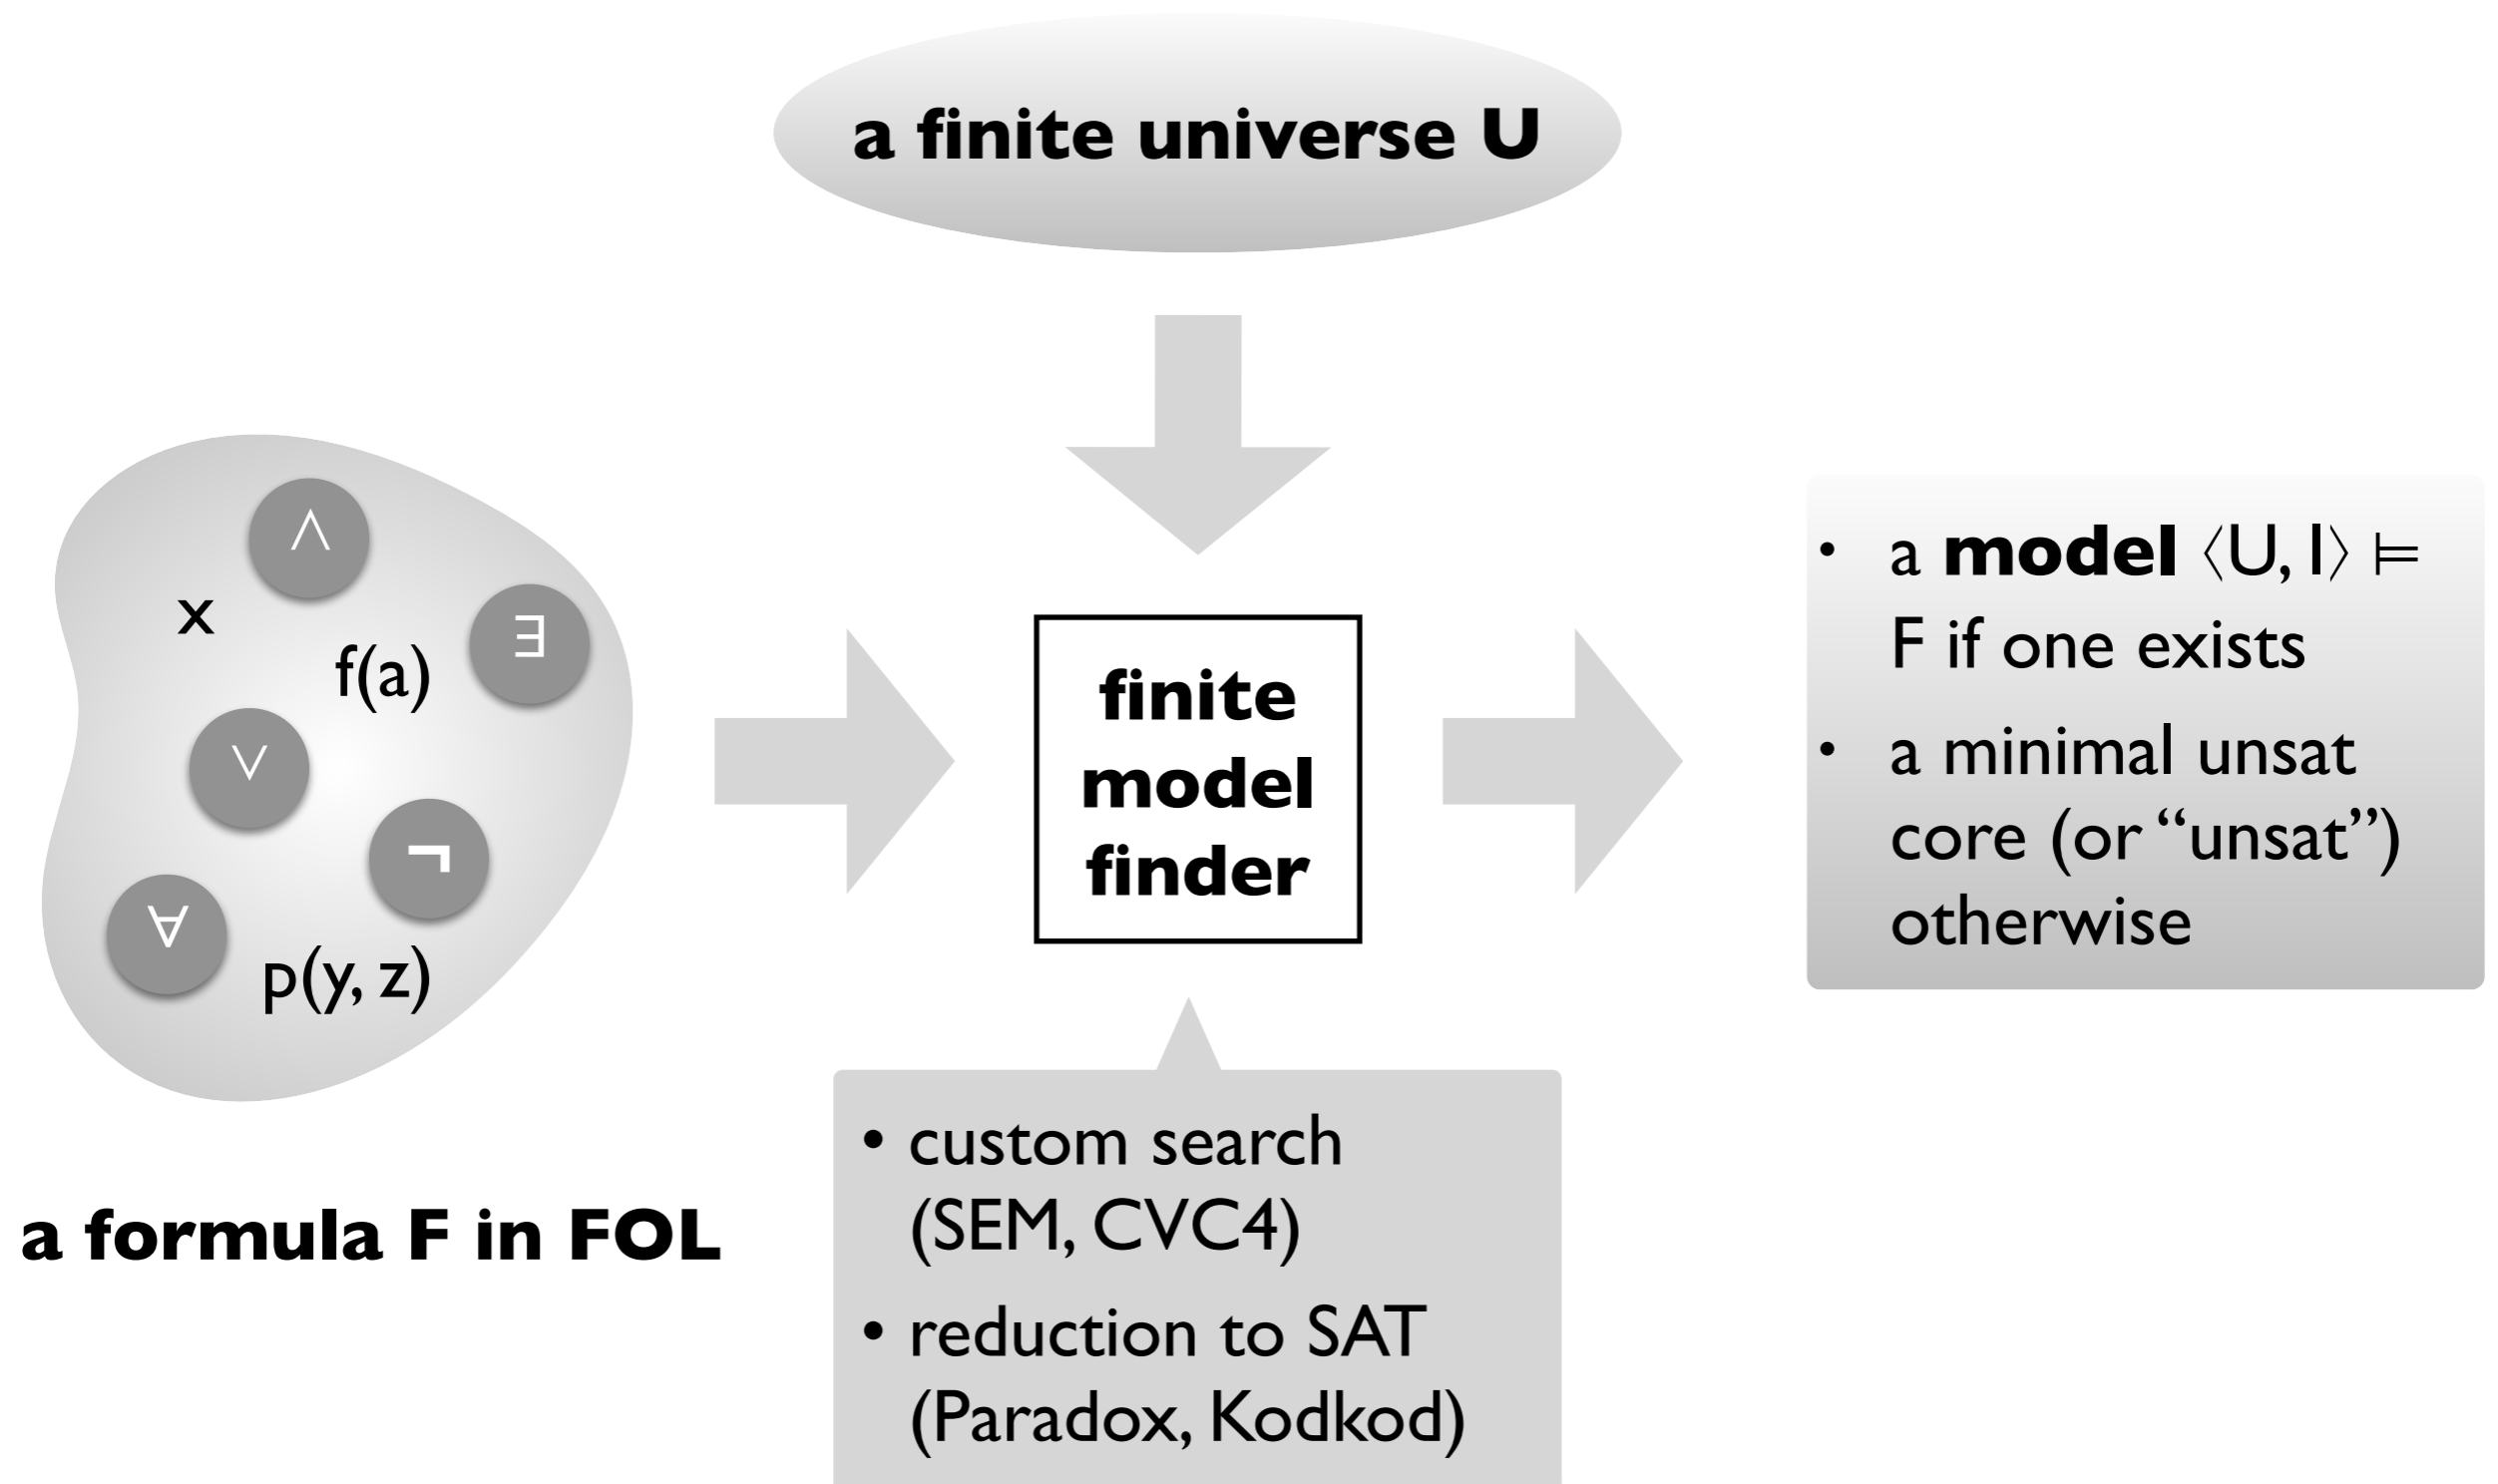 a finite universe U
∧
x
∃
f(a)
∨
¬
∀
p(y, z)
a formula F in FOL
finite
model
finder
• custom search
(SEM, CVC4)
• reduction to SAT
(Paradox, Kodkod)
• a model ⟨U, I⟩ ⊨
F if one exists
• a minimal unsat
core (or “unsat”)
otherwise